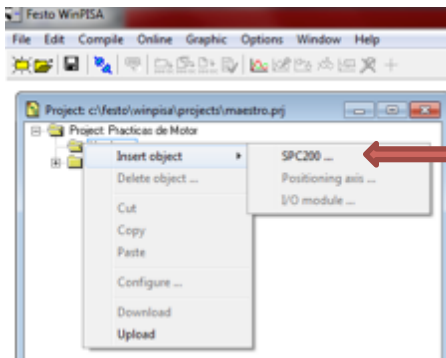 Festo WinPISA
File Edit Compile Online Graphic Options Window Help
Project: c:\festo\winpisa\projects\maestro.prj
Project: Practicas de Motor
Insert object SPC200 ...
Delete object ... Positioning axis ...
I/O module ...
Cut
Copy
Paste
Configure ...
Download
Upload